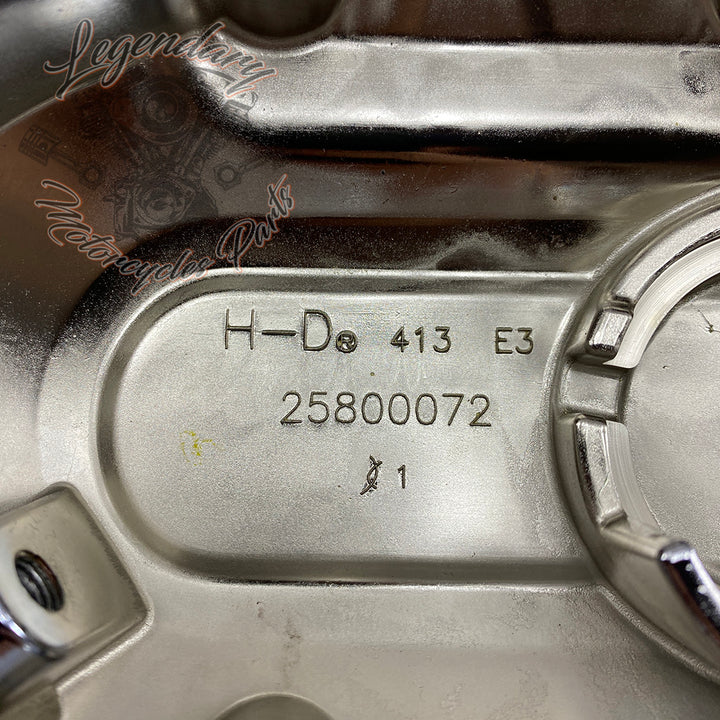 Legendary
Motorcycles Parts
H-D® 413 E3
25800072
1